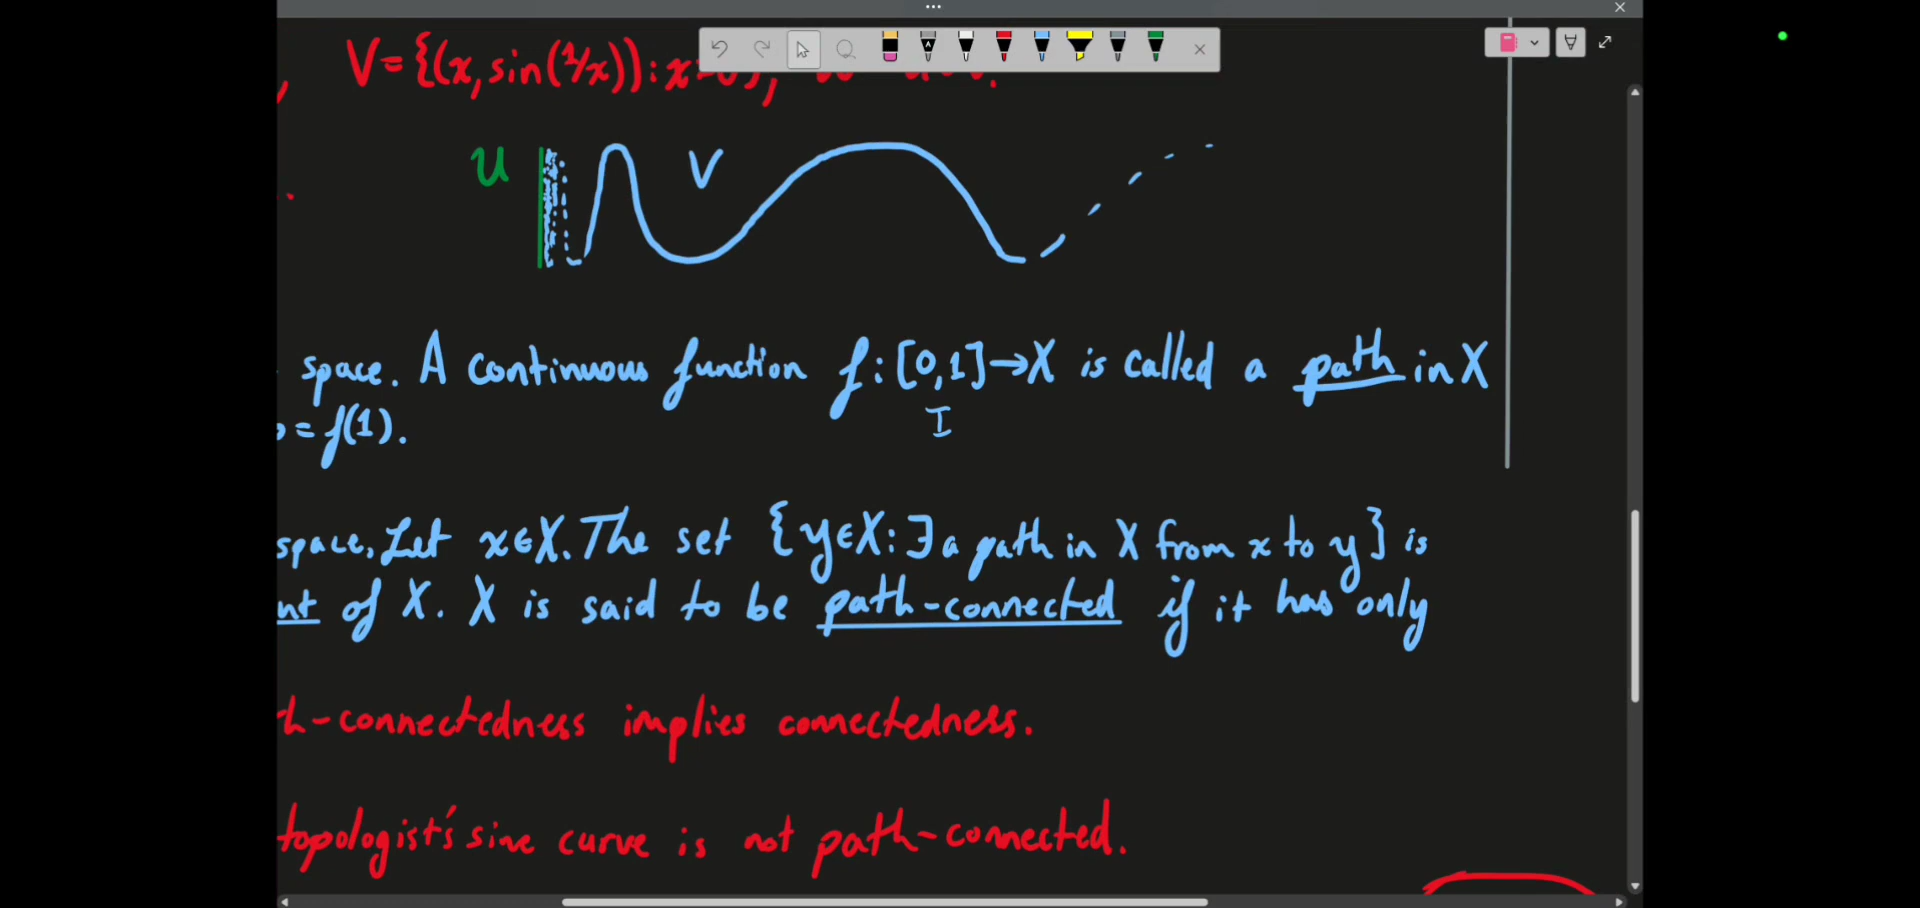 V={(x,sin(1/x)):x
U
V
space. A continuous function f:[0,1]→X is called a path in X
I
= f(1).
space. Let x∈X. The set {y∈X:∃ a path in X from x to y} is
of X. X is said to be path-connected if it has only
h-connectedness implies connectedness.
topologist's sine curve is not path-connected.